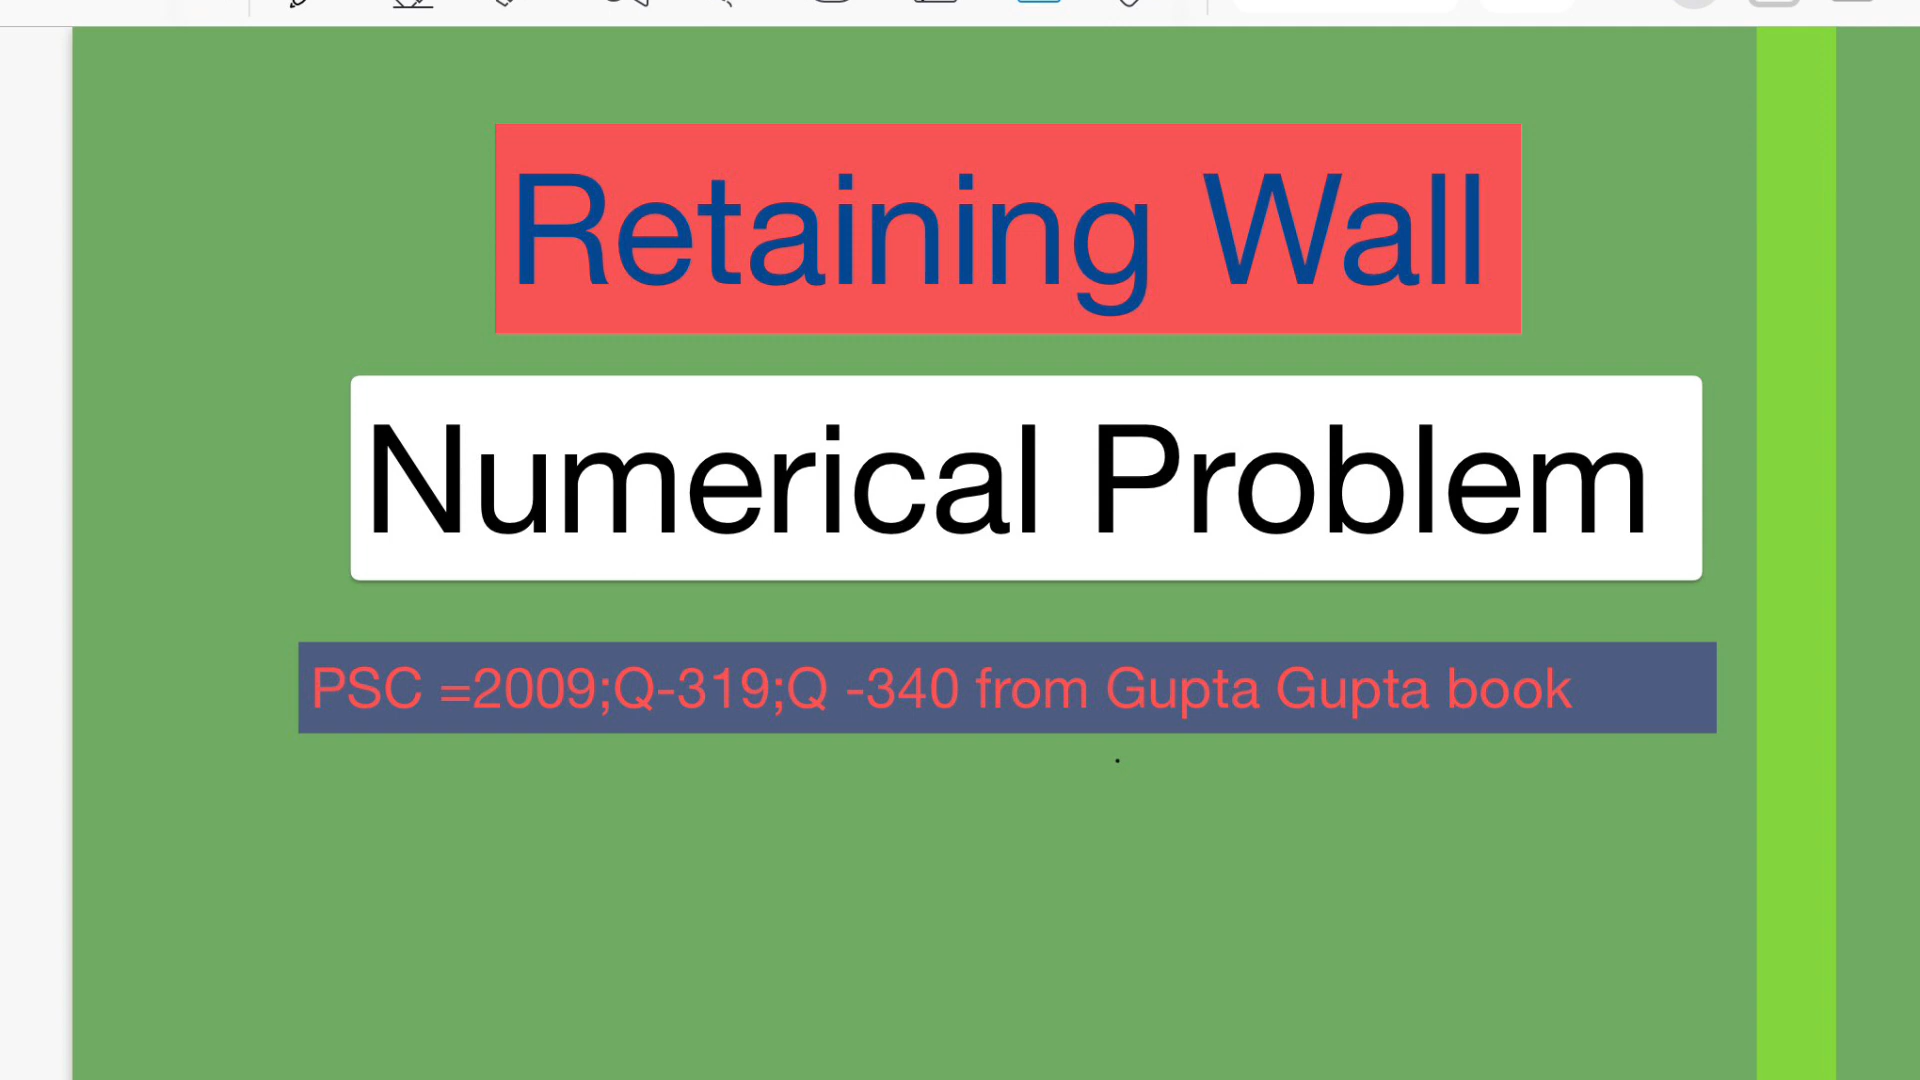 Retaining Wall
Numerical Problem
PSC =2009;Q-319;Q -340 from Gupta Gupta book